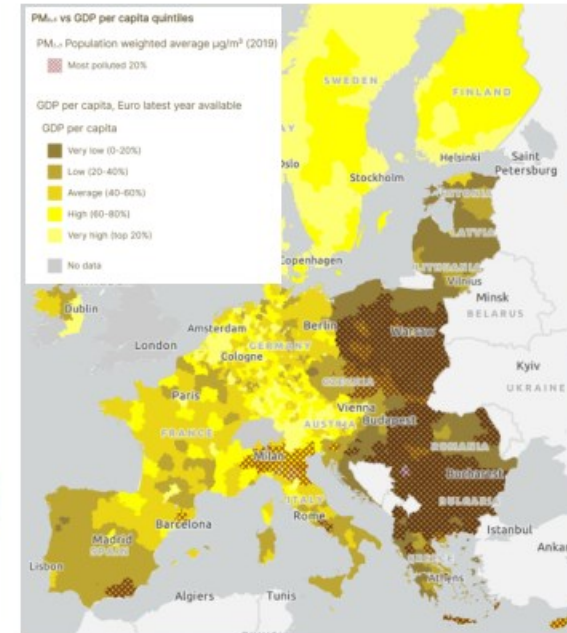 PM₂.₅ vs GDP per capita quintiles
PM₂.₅ Population weighted average µg/m³ (2019)
Most polluted 20%
GDP per capita, Euro latest year available
GDP per capita
Very low (0-20%)
Low (20-40%)
Average (40-60%)
High (60-80%)
Very high (top 20%)
No data
SWEDEN
FINLAND
AY
Oslo
Helsinki
Saint
Petersburg
Stockholm
ESTONIA
LATVIA
Copenhagen
LITHUANIA
Vilnius
Dublin
Minsk
BELARUS
Amsterdam
Berlin
Warsaw
London
GERMANY
Cologne
Kyiv
CZECHIA
UKRAINE
Paris
Vienna
Budapest
AUSTRIA
FRANCE
ROMANIA
Milan
Bucharest
ITALY
BULGARIA
Barcelona
Rome
Istanbul
Madrid
SPAIN
Ankar
GREECE
Lisbon
Athens
Algiers
Tunis